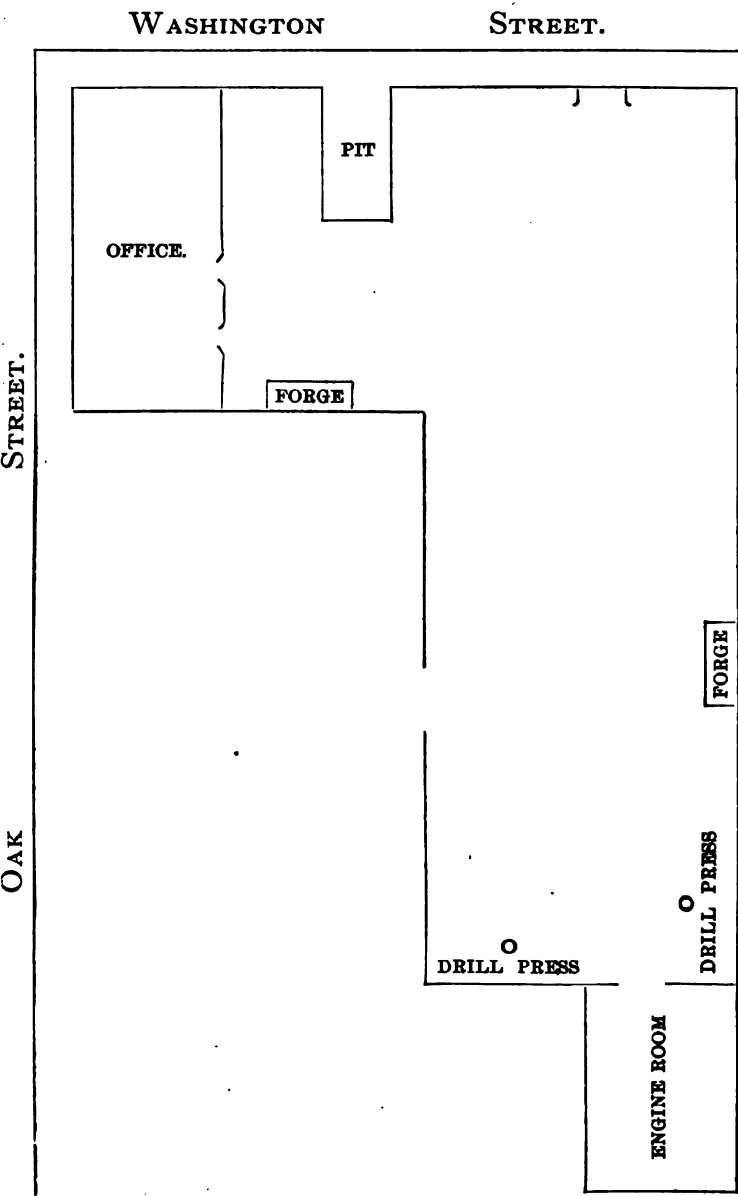 WASHINGTON STREET.
PIT
OFFICE.
OAK STREET.
FORGE
FORGE
DRILL PRESS
DRILL PRESS
ENGINE ROOM